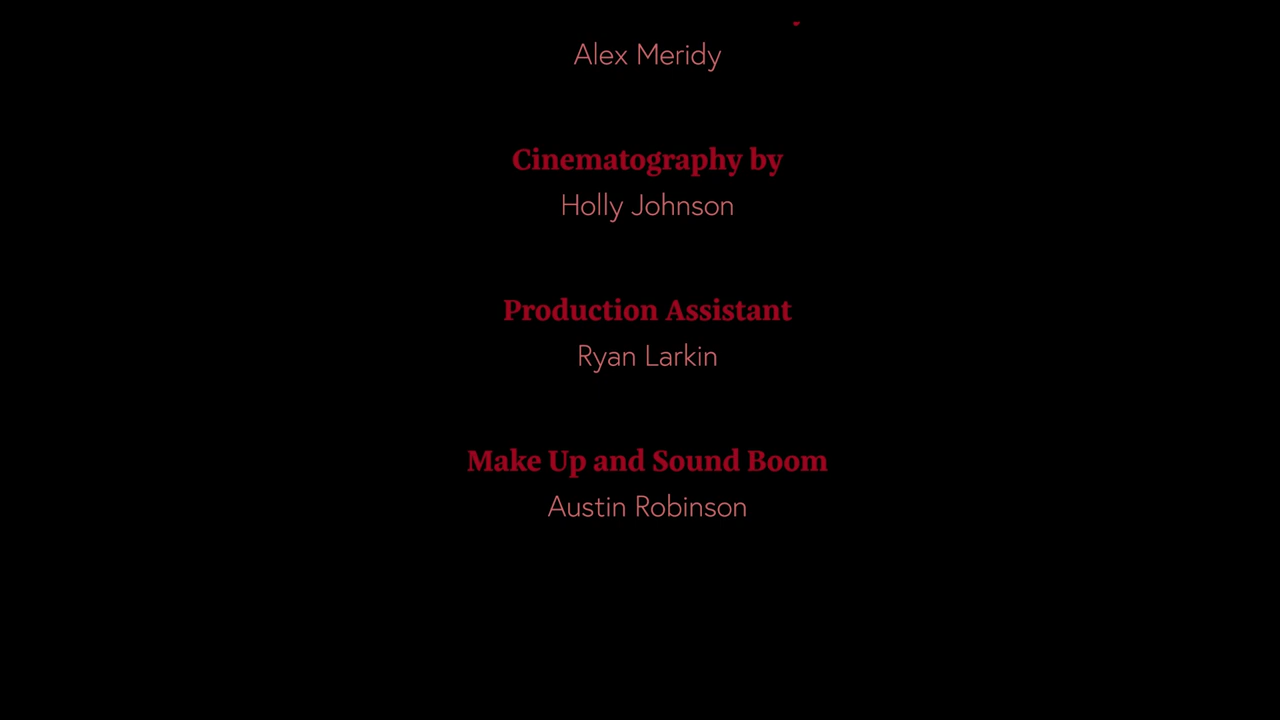 Alex Meridy
Cinematography by
Holly Johnson
Production Assistant
Ryan Larkin
Make Up and Sound Boom
Austin Robinson